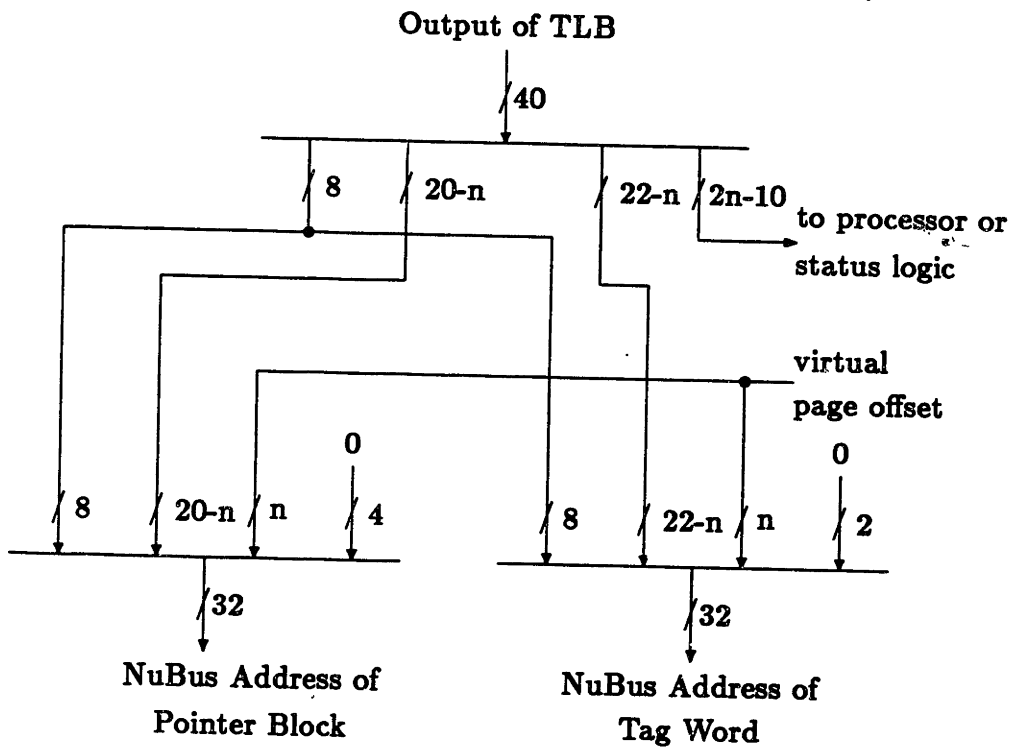 Output of TLB
40
8
20-n
22-n
2n-10
to processor or
status logic
virtual
page offset
0
0
8
20-n
n
4
8
22-n
n
2
32
32
NuBus Address of
Pointer Block
NuBus Address of
Tag Word